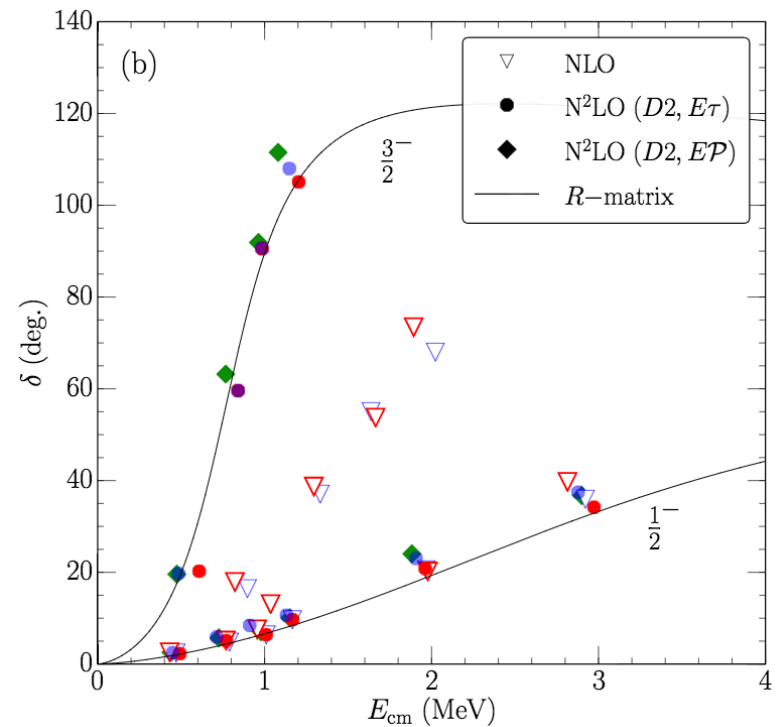 (b)
NLO
N²LO (D2, Eτ)
N²LO (D2, E𝒫)
R−matrix
3/2⁻
1/2⁻
δ (deg.)
140
120
100
80
60
40
20
0
0 1 2 3 4
E_cm (MeV)